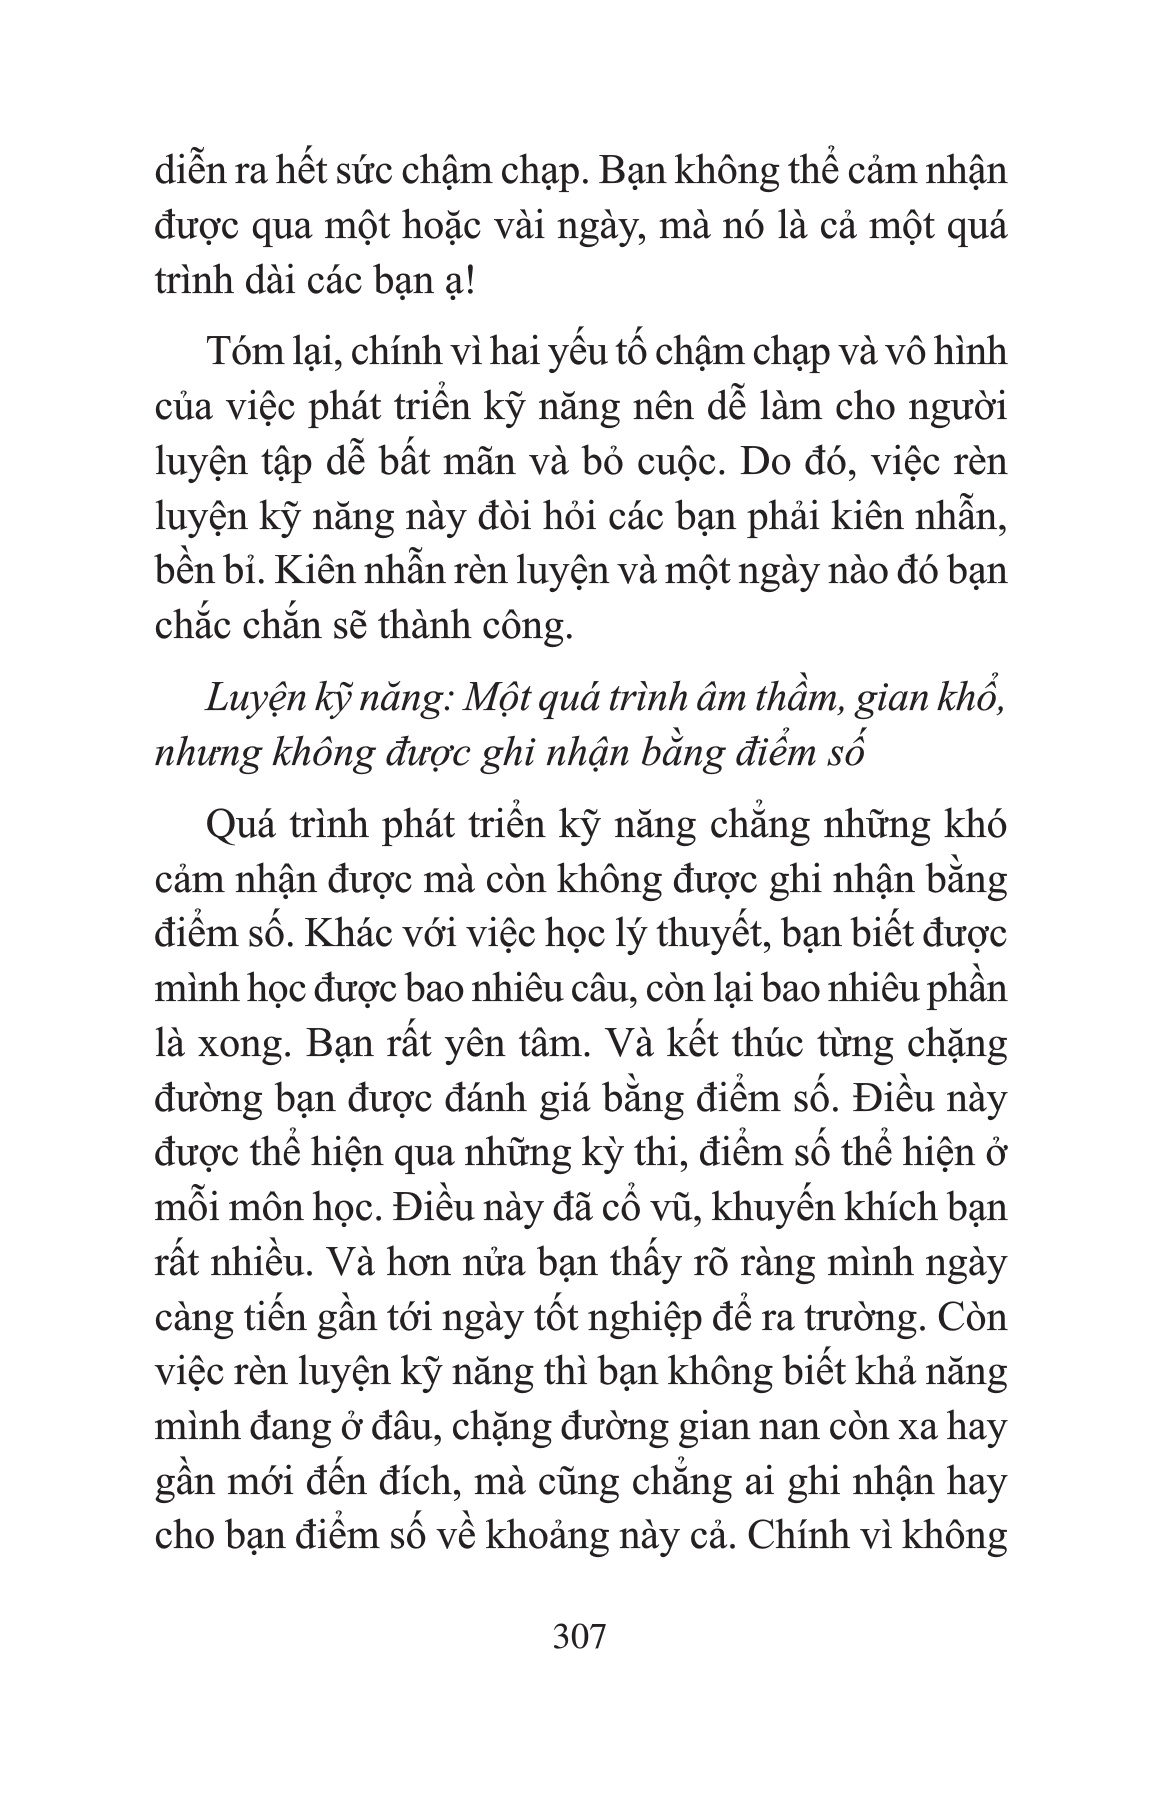 diễn ra hết sức chậm chạp. Bạn không thể cảm nhận
được qua một hoặc vài ngày, mà nó là cả một quá
trình dài các bạn ạ!
Tóm lại, chính vì hai yếu tố chậm chạp và vô hình
của việc phát triển kỹ năng nên dễ làm cho người
luyện tập dễ bất mãn và bỏ cuộc. Do đó, việc rèn
luyện kỹ năng này đòi hỏi các bạn phải kiên nhẫn,
bền bỉ. Kiên nhẫn rèn luyện và một ngày nào đó bạn
chắc chắn sẽ thành công.
Luyện kỹ năng: Một quá trình âm thầm, gian khổ,
nhưng không được ghi nhận bằng điểm số
Quá trình phát triển kỹ năng chẳng những khó
cảm nhận được mà còn không được ghi nhận bằng
điểm số. Khác với việc học lý thuyết, bạn biết được
mình học được bao nhiêu câu, còn lại bao nhiêu phần
là xong. Bạn rất yên tâm. Và kết thúc từng chặng
đường bạn được đánh giá bằng điểm số. Điều này
được thể hiện qua những kỳ thi, điểm số thể hiện ở
mỗi môn học. Điều này đã cổ vũ, khuyến khích bạn
rất nhiều. Và hơn nửa bạn thấy rõ ràng mình ngày
càng tiến gần tới ngày tốt nghiệp để ra trường. Còn
việc rèn luyện kỹ năng thì bạn không biết khả năng
mình đang ở đâu, chặng đường gian nan còn xa hay
gần mới đến đích, mà cũng chẳng ai ghi nhận hay
cho bạn điểm số về khoảng này cả. Chính vì không
307